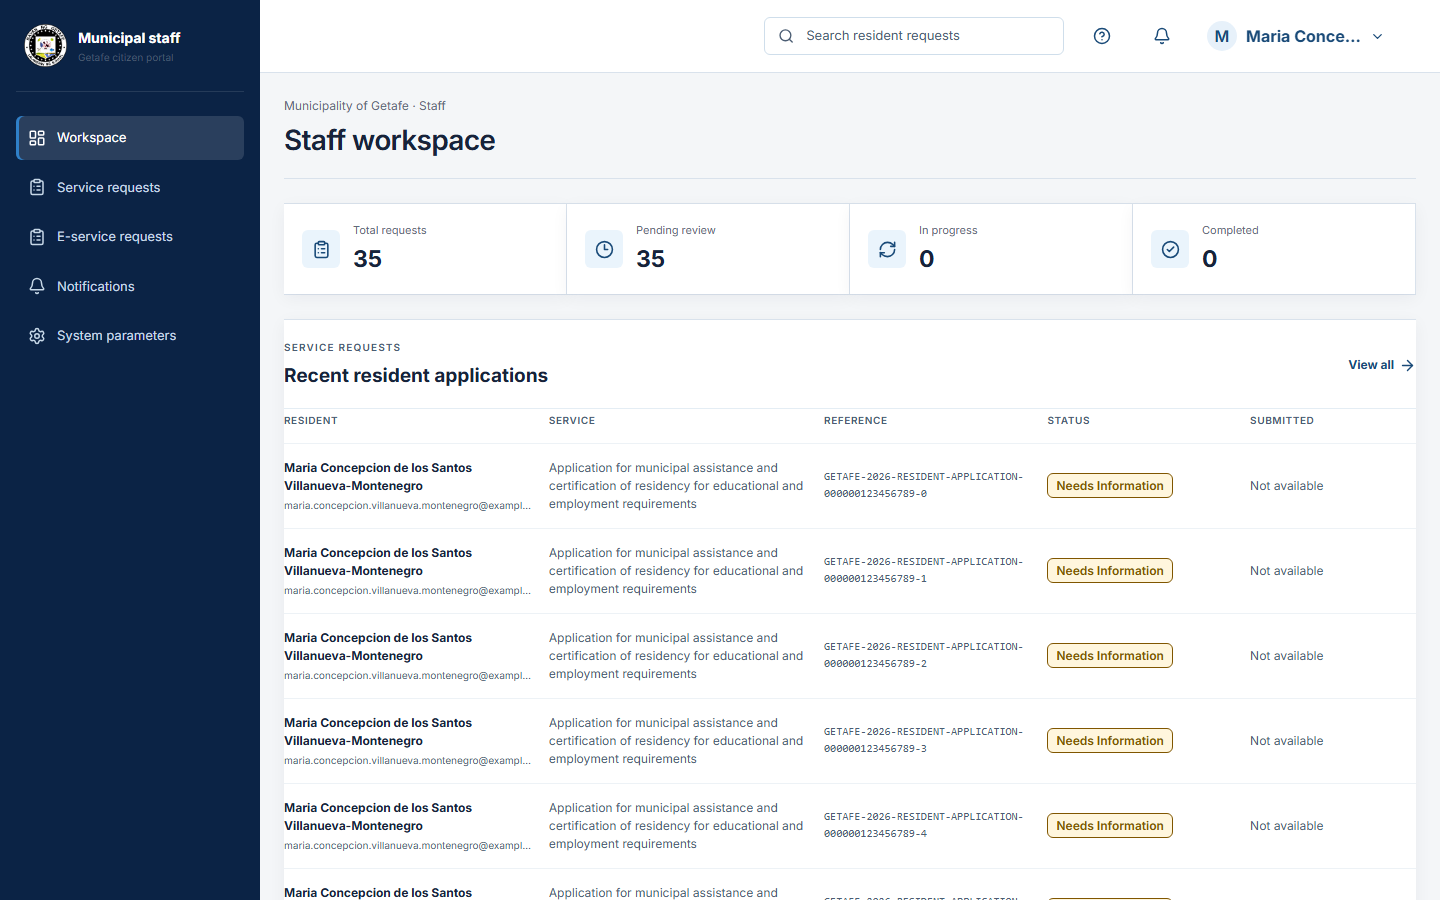 Municipal staff
Getafe citizen portal
Workspace
Service requests
E-service requests
Notifications
System parameters
Search resident requests
M
Maria Conce...
Municipality of Getafe · Staff
Staff workspace
Total requests
35
Pending review
35
In progress
0
Completed
0
SERVICE REQUESTS
Recent resident applications
View all
RESIDENT SERVICE REFERENCE STATUS SUBMITTED
Maria Concepcion de los Santos
Villanueva-Montenegro
maria.concepcion.villanueva.montenegro@exampl...
Application for municipal assistance and
certification of residency for educational and
employment requirements
GETAFE-2026-RESIDENT-APPLICATION-
000000123456789-0
Needs Information
Not available
Maria Concepcion de los Santos
Villanueva-Montenegro
maria.concepcion.villanueva.montenegro@exampl...
Application for municipal assistance and
certification of residency for educational and
employment requirements
GETAFE-2026-RESIDENT-APPLICATION-
000000123456789-1
Needs Information
Not available
Maria Concepcion de los Santos
Villanueva-Montenegro
maria.concepcion.villanueva.montenegro@exampl...
Application for municipal assistance and
certification of residency for educational and
employment requirements
GETAFE-2026-RESIDENT-APPLICATION-
000000123456789-2
Needs Information
Not available
Maria Concepcion de los Santos
Villanueva-Montenegro
maria.concepcion.villanueva.montenegro@exampl...
Application for municipal assistance and
certification of residency for educational and
employment requirements
GETAFE-2026-RESIDENT-APPLICATION-
000000123456789-3
Needs Information
Not available
Maria Concepcion de los Santos
Villanueva-Montenegro
maria.concepcion.villanueva.montenegro@exampl...
Application for municipal assistance and
certification of residency for educational and
employment requirements
GETAFE-2026-RESIDENT-APPLICATION-
000000123456789-4
Needs Information
Not available
Maria Concepcion de los Santos
Application for municipal assistance and
GETAFE-2026-RESIDENT-APPLICATION-